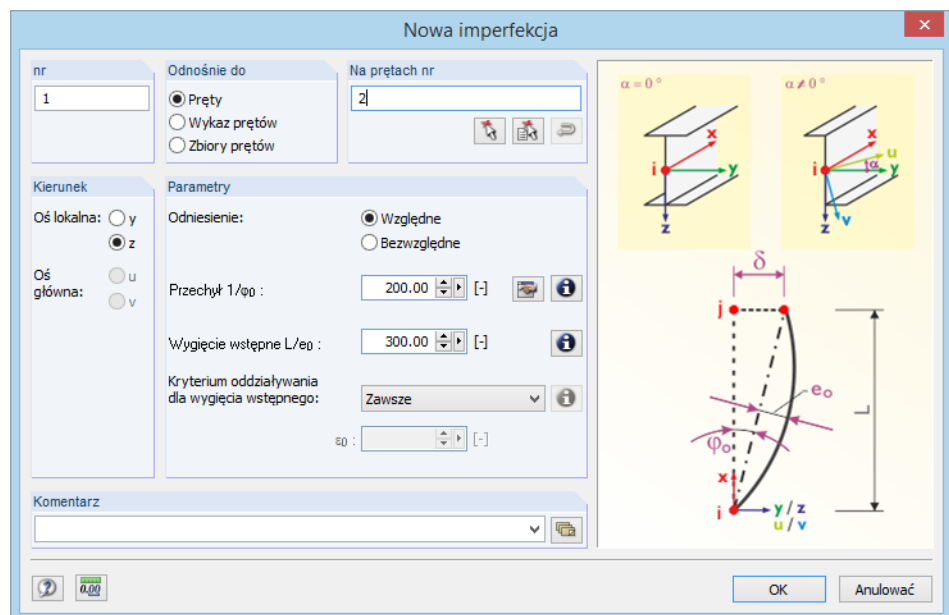 Nowa imperfekcja
nr
1
Odnośnie do
Pręty
Wykaz prętów
Zbiory prętów
Na prętach nr
2
Kierunek
Oś lokalna:
y
z
Oś główna:
u
v
Parametry
Odniesienie:
Względne
Bezwzględne
Przechył 1/φ0 :
200.00
[-]
Wygięcie wstępne L/e0 :
300.00
[-]
Kryterium oddziaływania
dla wygięcia wstępnego:
Zawsze
ε0 :
[-]
Komentarz
α = 0 °
x
i
y
z
α ≠ 0 °
x
u
i
α
y
z
v
δ
j
e₀
L
φ₀
x
i
y / z
u / v
0.00
OK
Anulować